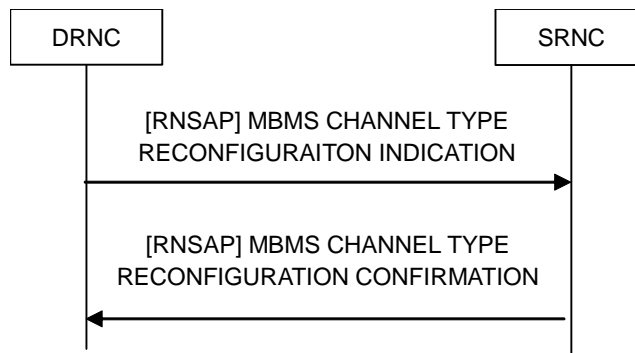 DRNC
SRNC
[RNSAP] MBMS CHANNEL TYPE
RECONFIGURAITON INDICATION
[RNSAP] MBMS CHANNEL TYPE
RECONFIGURATION CONFIRMATION